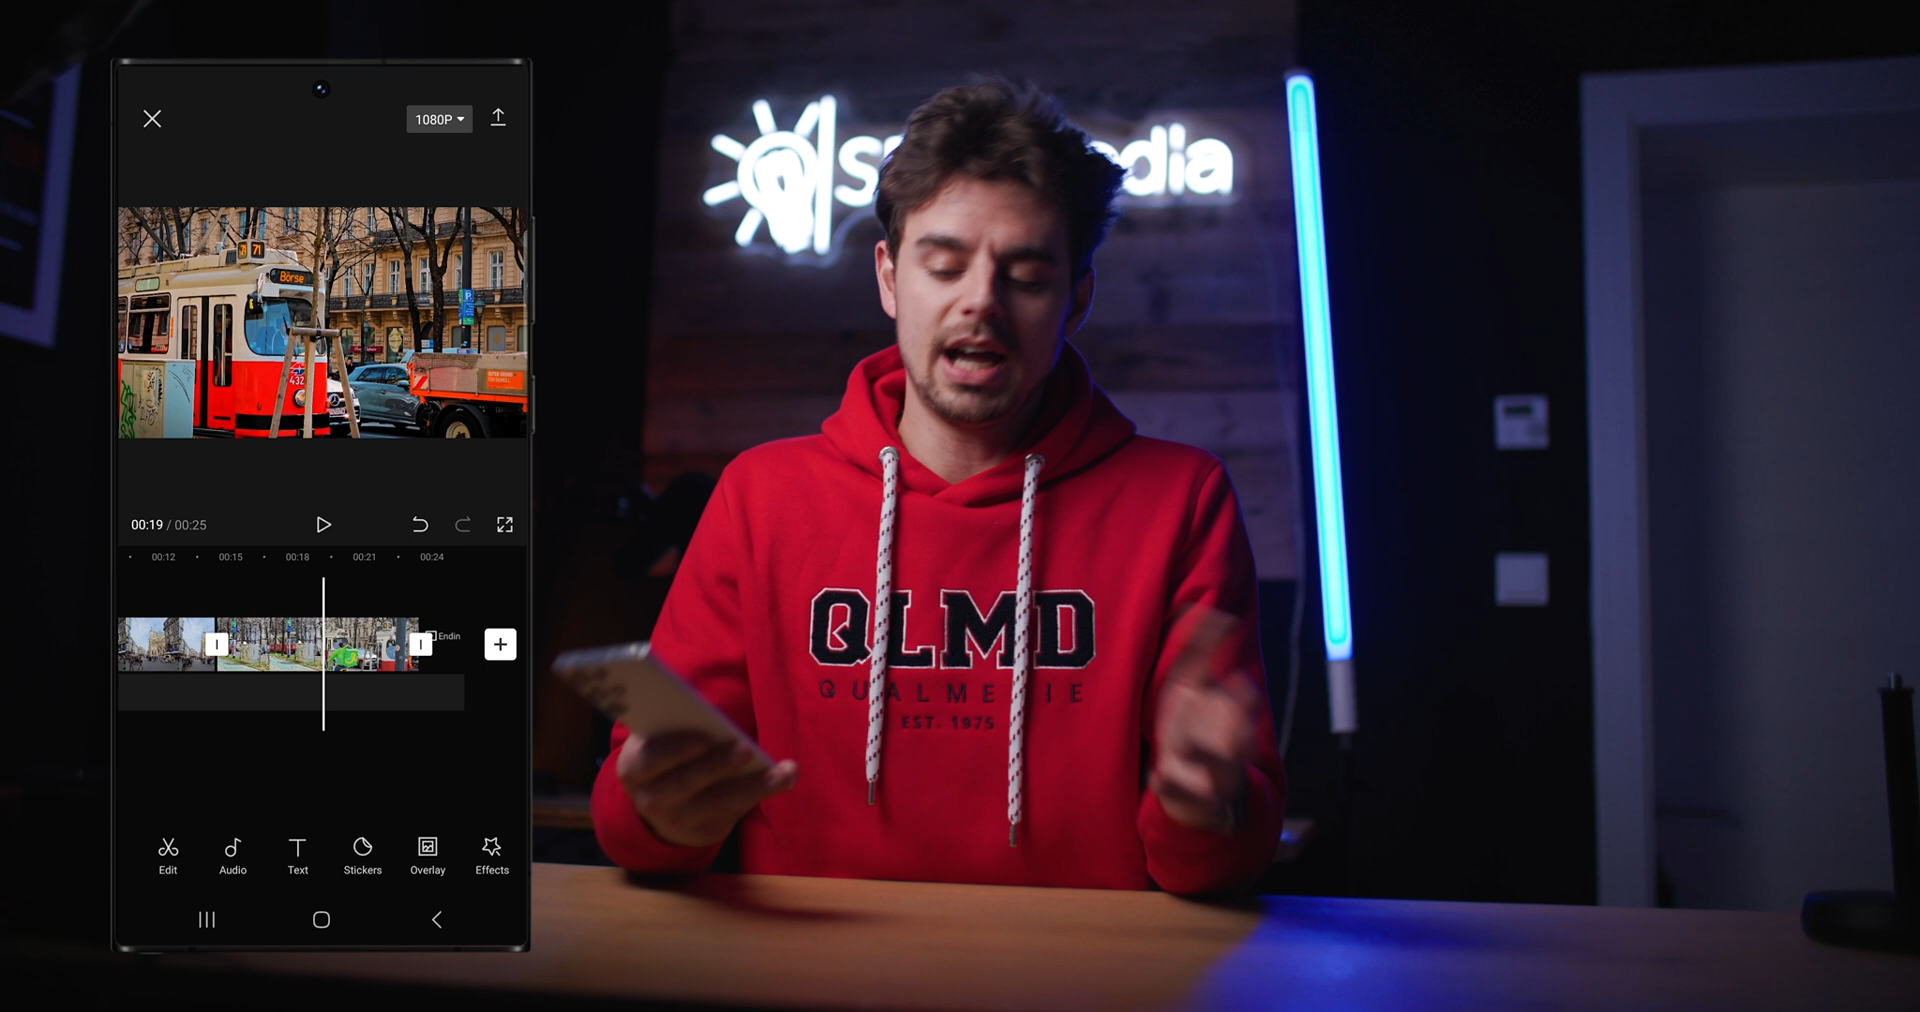 1080P
71
Börse
432
00:19 / 00:25
00:12
00:15
00:18
00:21
00:24
Endin
Edit
Audio
Text
Stickers
Overlay
Effects
QLMD
EST. 1975